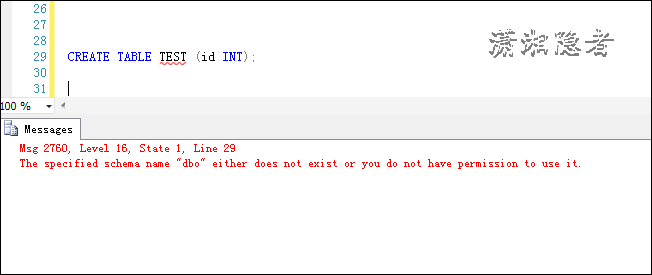 26
27
28
潇湘隐者
29 CREATE TABLE TEST (id INT);
30
31
100 %
Messages
Msg 2760, Level 16, State 1, Line 29
The specified schema name "dbo" either does not exist or you do not have permission to use it.